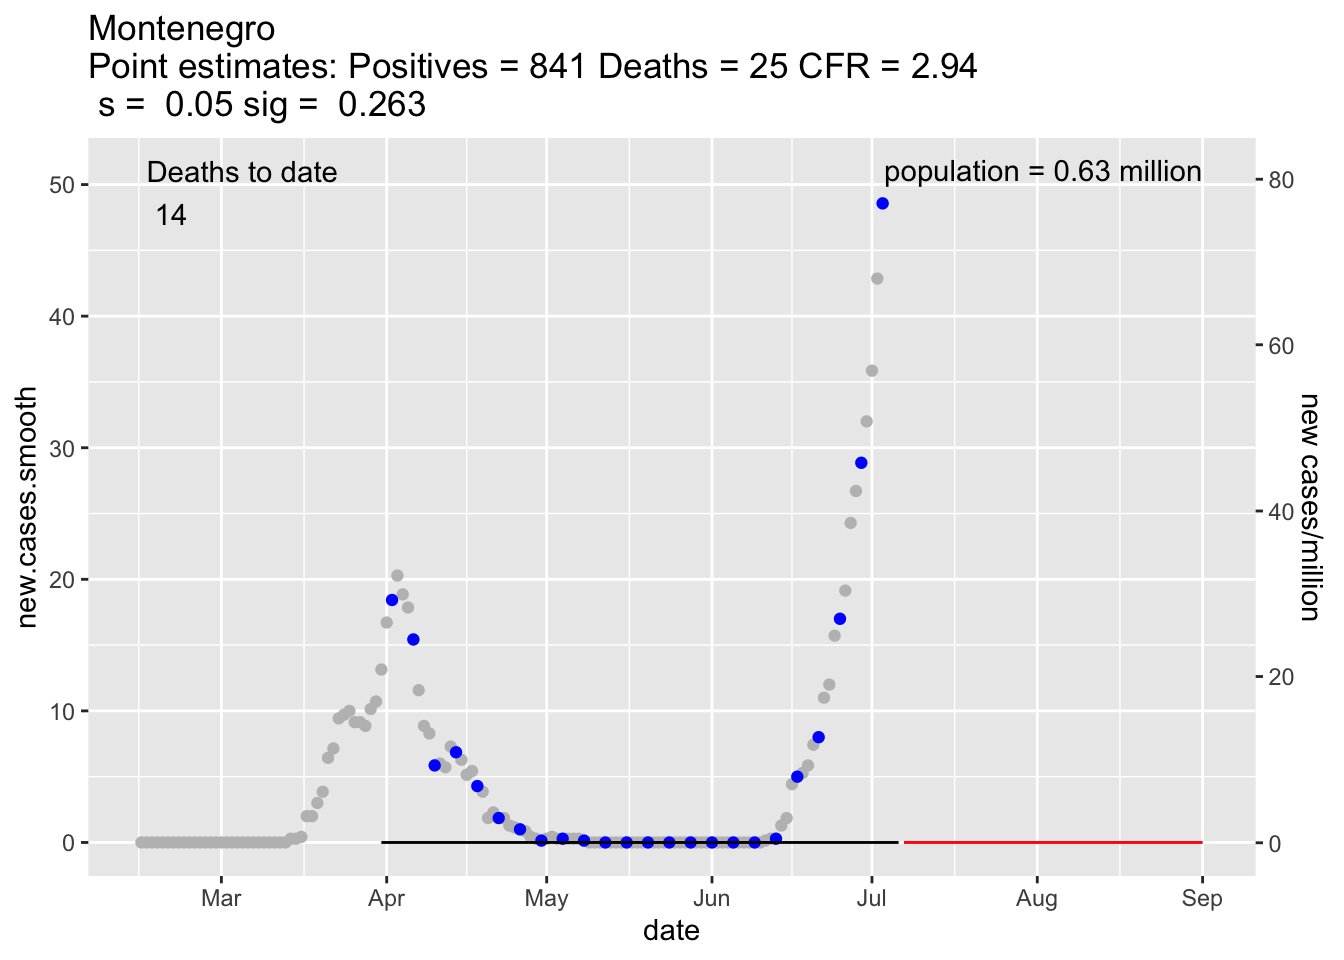 Montenegro
Point estimates: Positives = 841 Deaths = 25 CFR = 2.94
s =  0.05 sig =  0.263
Deaths to date
14
population = 0.63 million
50
40
30
20
10
0
new.cases.smooth
80
60
40
20
0
new cases/million
Mar Apr May Jun Jul Aug Sep
date